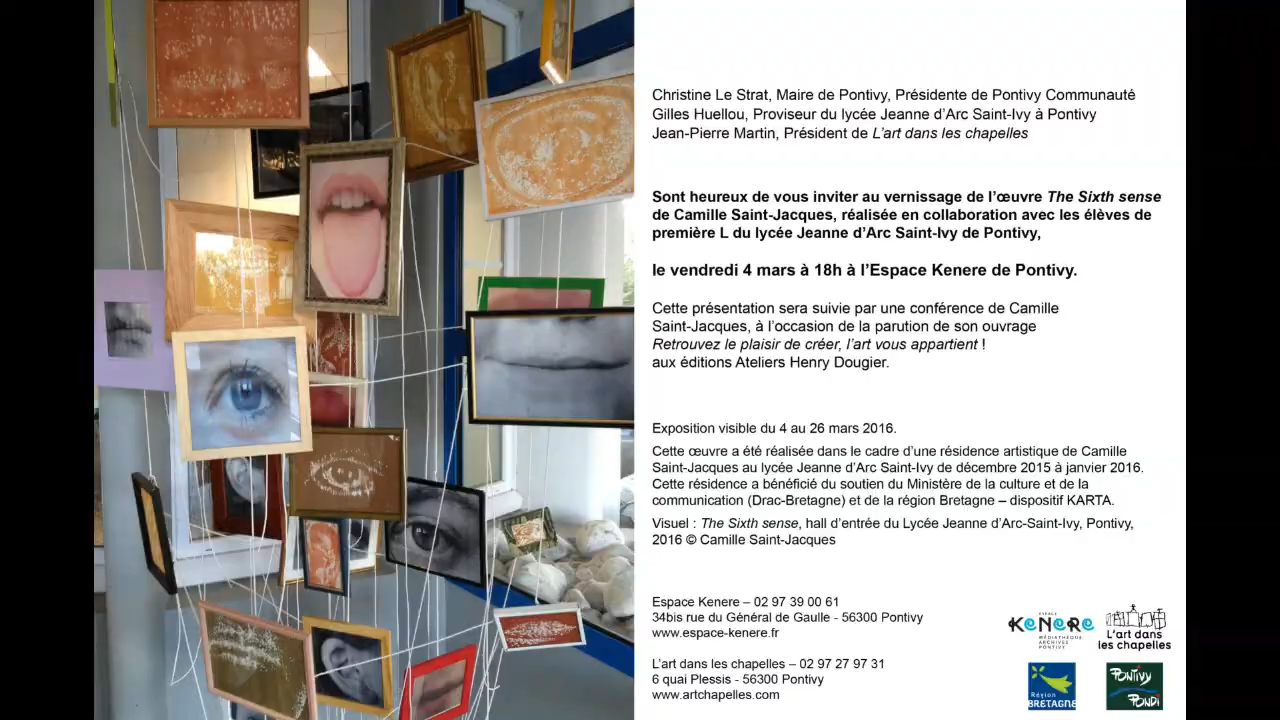 Christine Le Strat, Maire de Pontivy, Présidente de Pontivy Communauté
Gilles Huellou, Proviseur du lycée Jeanne d’Arc Saint-Ivy à Pontivy
Jean-Pierre Martin, Président de L’art dans les chapelles
Sont heureux de vous inviter au vernissage de l’œuvre The Sixth sense
de Camille Saint-Jacques, réalisée en collaboration avec les élèves de
première L du lycée Jeanne d’Arc Saint-Ivy de Pontivy,
le vendredi 4 mars à 18h à l’Espace Kenere de Pontivy.
Cette présentation sera suivie par une conférence de Camille
Saint-Jacques, à l’occasion de la parution de son ouvrage
Retrouvez le plaisir de créer, l’art vous appartient !
aux éditions Ateliers Henry Dougier.
Exposition visible du 4 au 26 mars 2016.
Cette œuvre a été réalisée dans le cadre d’une résidence artistique de Camille
Saint-Jacques au lycée Jeanne d’Arc Saint-Ivy de décembre 2015 à janvier 2016.
Cette résidence a bénéficié du soutien du Ministère de la culture et de la
communication (Drac-Bretagne) et de la région Bretagne – dispositif KARTA.
Visuel : The Sixth sense, hall d’entrée du Lycée Jeanne d’Arc-Saint-Ivy, Pontivy,
2016 © Camille Saint-Jacques
Espace Kenere – 02 97 39 00 61
34bis rue du Général de Gaulle - 56300 Pontivy
www.espace-kenere.fr
L’art dans les chapelles – 02 97 27 97 31
6 quai Plessis - 56300 Pontivy
www.artchapelles.com
ESPACE
KENERE
MÉDIATHÈQUE
ARCHIVES
PONTIVY
L’art dans
les chapelles
Région
BRETAGNE
PONTIVY
PONDI